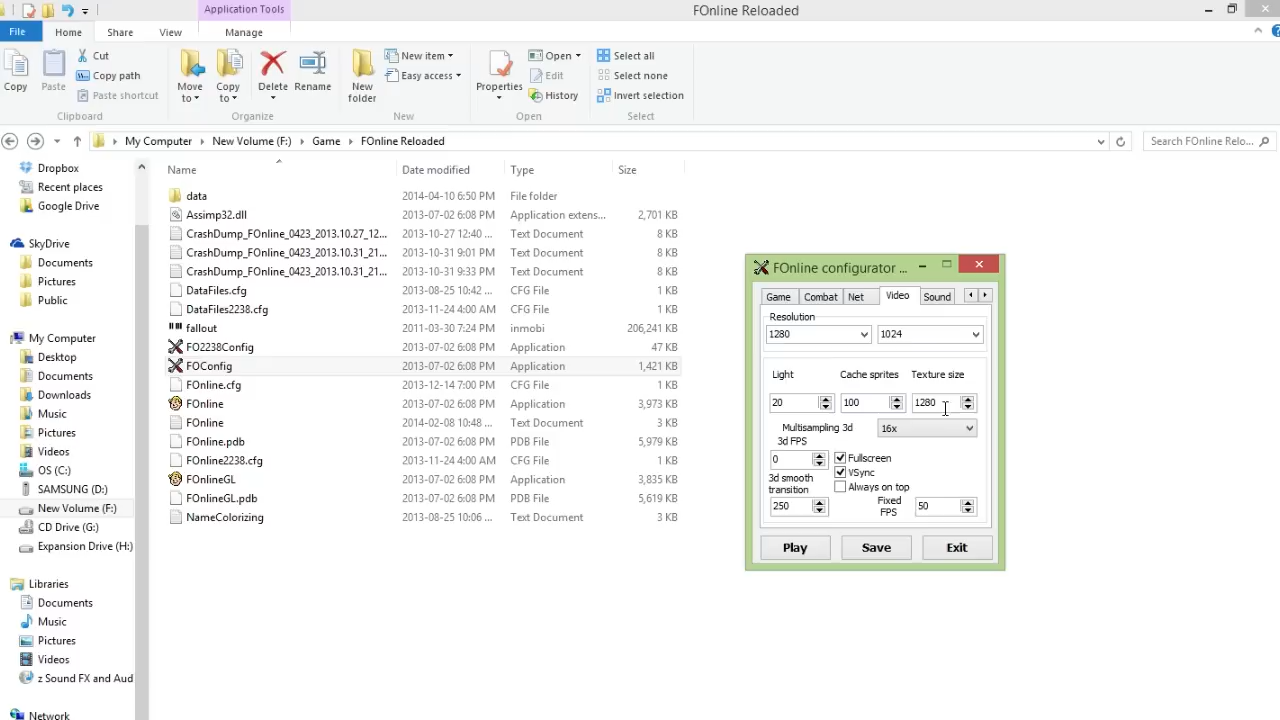 Application Tools
FOnline Reloaded
File
Home
Share
View
Manage
Copy
Paste
Cut
Copy path
Paste shortcut
Clipboard
Move to
Copy to
Delete
Rename
Organize
New folder
New item
Easy access
New
Properties
Open
Edit
History
Open
Select all
Select none
Invert selection
Select
My Computer
New Volume (F:)
Game
FOnline Reloaded
Search FOnline Relo...
Dropbox
Recent places
Google Drive
SkyDrive
Documents
Pictures
Public
My Computer
Desktop
Documents
Downloads
Music
Pictures
Videos
OS (C:)
SAMSUNG (D:)
New Volume (F:)
CD Drive (G:)
Expansion Drive (H:)
Libraries
Documents
Music
Pictures
Videos
z Sound FX and Aud
Network
Name Date modified Type Size
data 2014-04-10 6:50 PM File folder
Assimp32.dll 2013-07-02 6:08 PM Application extens... 2,701 KB
CrashDump_FOnline_0423_2013.10.27_12... 2013-10-27 12:40 ... Text Document 8 KB
CrashDump_FOnline_0423_2013.10.31_21... 2013-10-31 9:01 PM Text Document 8 KB
CrashDump_FOnline_0423_2013.10.31_21... 2013-10-31 9:33 PM Text Document 8 KB
DataFiles.cfg 2013-08-25 10:42 ... CFG File 1 KB
DataFiles2238.cfg 2013-11-24 4:00 AM CFG File 1 KB
fallout 2011-03-30 7:24 PM inmobi 206,241 KB
FO2238Config 2013-07-02 6:08 PM Application 47 KB
FOConfig 2013-07-02 6:08 PM Application 1,421 KB
FOnline.cfg 2013-12-14 7:00 PM CFG File 1 KB
FOnline 2013-07-02 6:08 PM Application 3,973 KB
FOnline 2014-02-08 10:48 ... Text Document 3 KB
FOnline.pdb 2013-07-02 6:08 PM PDB File 5,979 KB
FOnline2238.cfg 2013-11-24 4:00 AM CFG File 1 KB
FOnlineGL 2013-07-02 6:08 PM Application 3,835 KB
FOnlineGL.pdb 2013-07-02 6:08 PM PDB File 5,619 KB
NameColorizing 2013-08-25 10:06 ... Text Document 3 KB
FOnline configurator ...
Game Combat Net Video Sound
Resolution
1280 1024
Light Cache sprites Texture size
20 100 1280
Multisampling 3d 16x
3d FPS
0
Fullscreen
VSync
Always on top
3d smooth transition
250
Fixed FPS
50
Play Save Exit